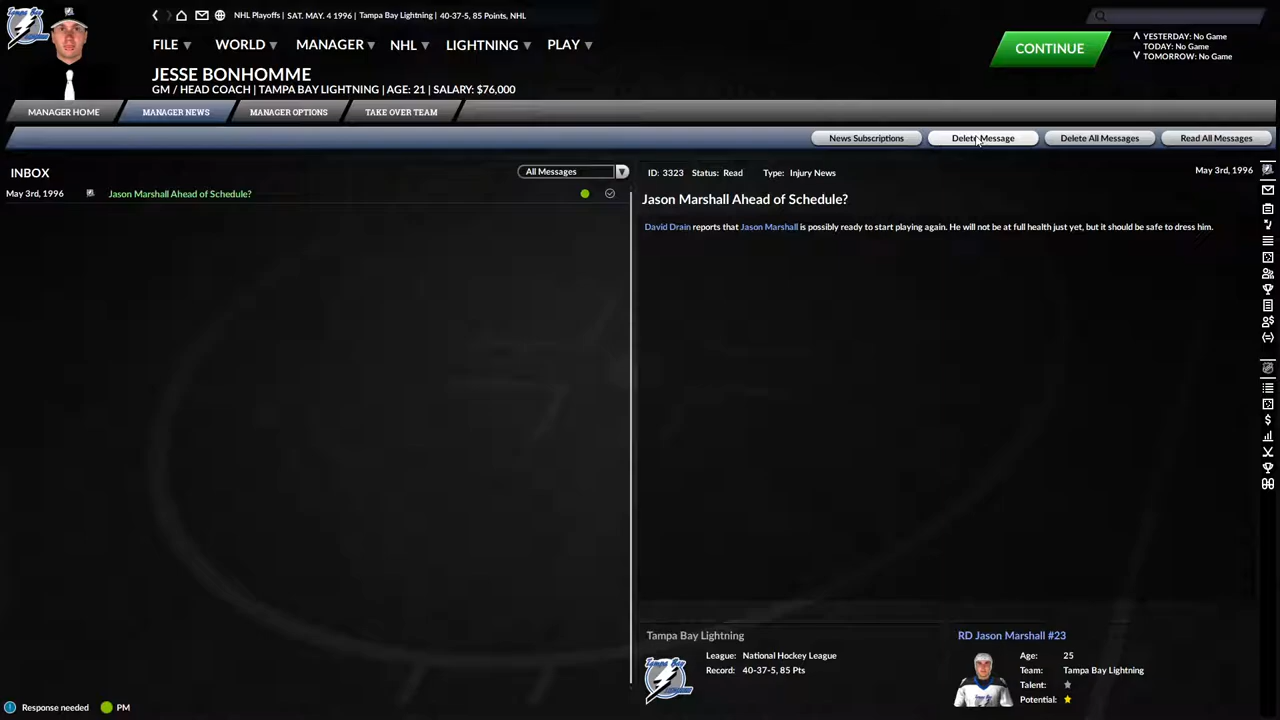 NHL Playoffs | SAT. MAY. 4 1996 | Tampa Bay Lightning | 40-37-5, 85 Points, NHL
FILE WORLD MANAGER NHL LIGHTNING PLAY
CONTINUE
YESTERDAY: No Game
TODAY: No Game
TOMORROW: No Game
JESSE BONHOMME
GM / HEAD COACH | TAMPA BAY LIGHTNING | AGE: 21 | SALARY: $76,000
MANAGER HOME MANAGER NEWS MANAGER OPTIONS TAKE OVER TEAM
News Subscriptions Delete Message Delete All Messages Read All Messages
INBOX All Messages
May 3rd, 1996 Jason Marshall Ahead of Schedule?
ID: 3323 Status: Read Type: Injury News May 3rd, 1996
Jason Marshall Ahead of Schedule?
David Drain reports that Jason Marshall is possibly ready to start playing again. He will not be at full health just yet, but it should be safe to dress him.
Tampa Bay Lightning
League: National Hockey League
Record: 40-37-5, 85 Pts
RD Jason Marshall #23
Age: 25
Team: Tampa Bay Lightning
Talent:
Potential:
Response needed PM